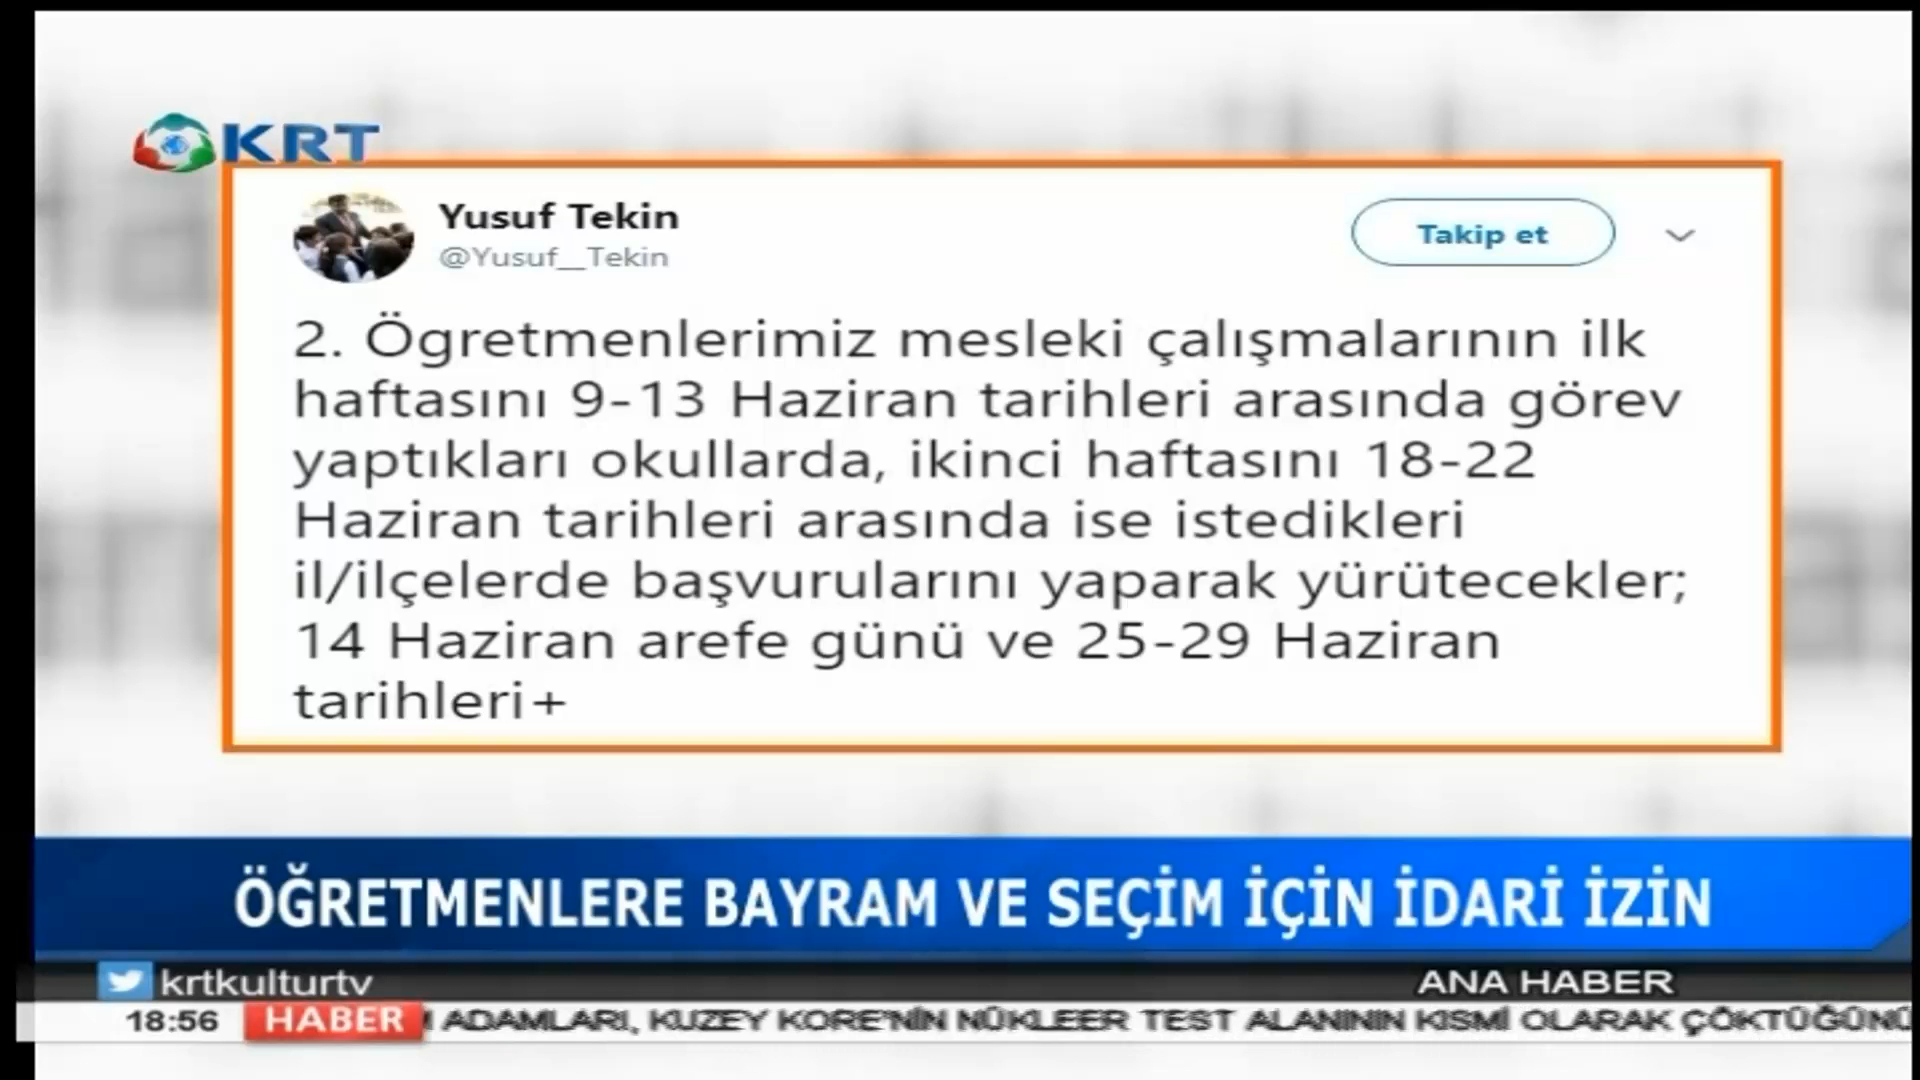 KRT
Yusuf Tekin
@Yusuf__Tekin
Takip et
2. Ögretmenlerimiz mesleki çalışmalarının ilk
haftasını 9-13 Haziran tarihleri arasında görev
yaptıkları okullarda, ikinci haftasını 18-22
Haziran tarihleri arasında ise istedikleri
il/ilçelerde başvurularını yaparak yürütecekler;
14 Haziran arefe günü ve 25-29 Haziran
tarihleri+
ÖĞRETMENLERE BAYRAM VE SEÇİM İÇİN İDARİ İZİN
krtkulturtv
ANA HABER
18:56 HABER ADAMLARI, KUZEY KORE'NİN NÜKLEER TEST ALANININ KISMİ OLARAK